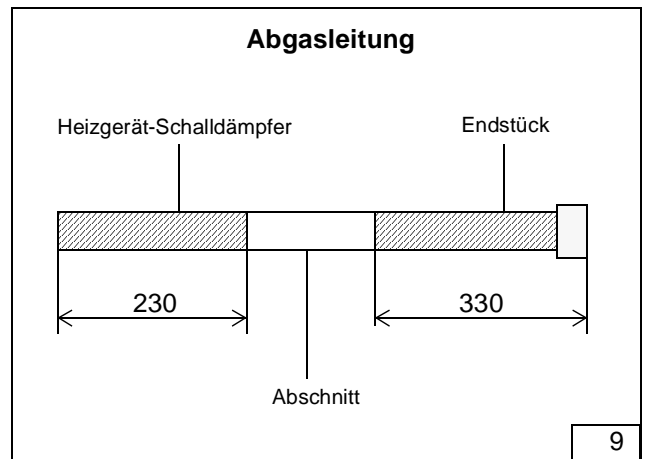 Abgasleitung
Heizgerät-Schalldämpfer
Endstück
230
330
Abschnitt
9